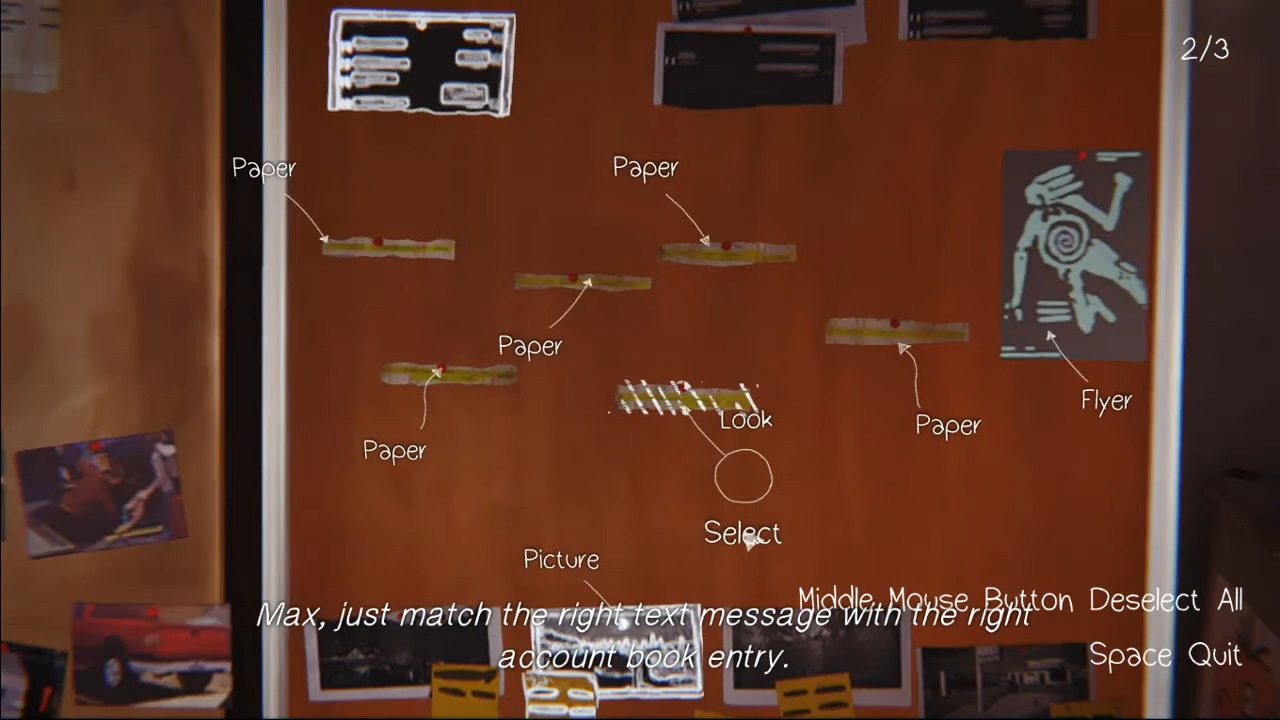 2/3
Paper
Paper
Paper
Look
Flyer
Paper
Paper
Select
Picture
Middle Mouse Button Deselect All
Max, just match the right text message with the right
account book entry.
Space Quit